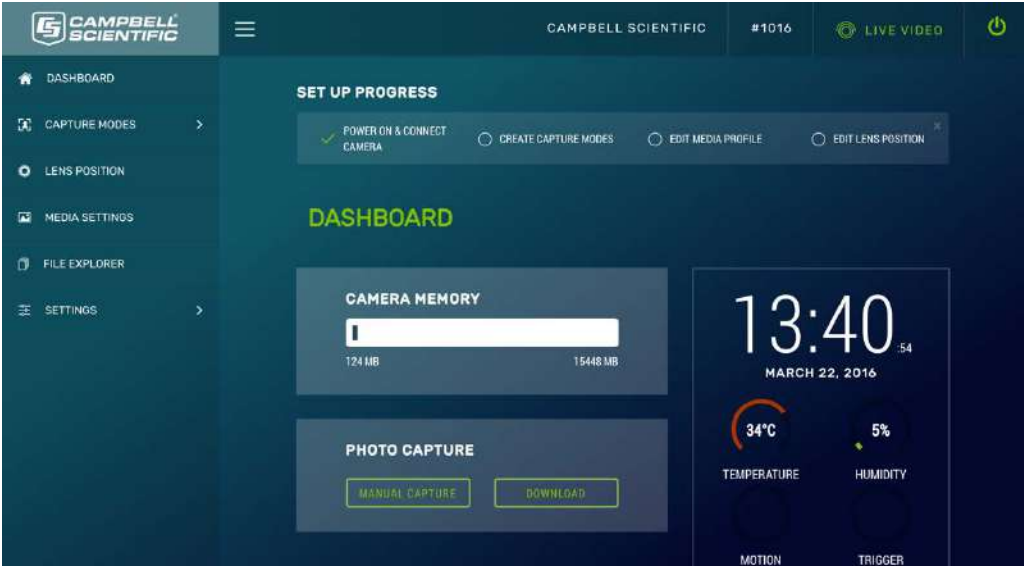 CAMPBELL
SCIENTIFIC
CAMPBELL SCIENTIFIC
#1016
LIVE VIDEO
DASHBOARD
CAPTURE MODES
LENS POSITION
MEDIA SETTINGS
FILE EXPLORER
SETTINGS
SET UP PROGRESS
POWER ON & CONNECT
CAMERA
CREATE CAPTURE MODES
EDIT MEDIA PROFILE
EDIT LENS POSITION
DASHBOARD
CAMERA MEMORY
124 MB
15448 MB
PHOTO CAPTURE
MANUAL CAPTURE
DOWNLOAD
13:40:54
MARCH 22, 2016
34°C
5%
TEMPERATURE
HUMIDITY
MOTION
TRIGGER